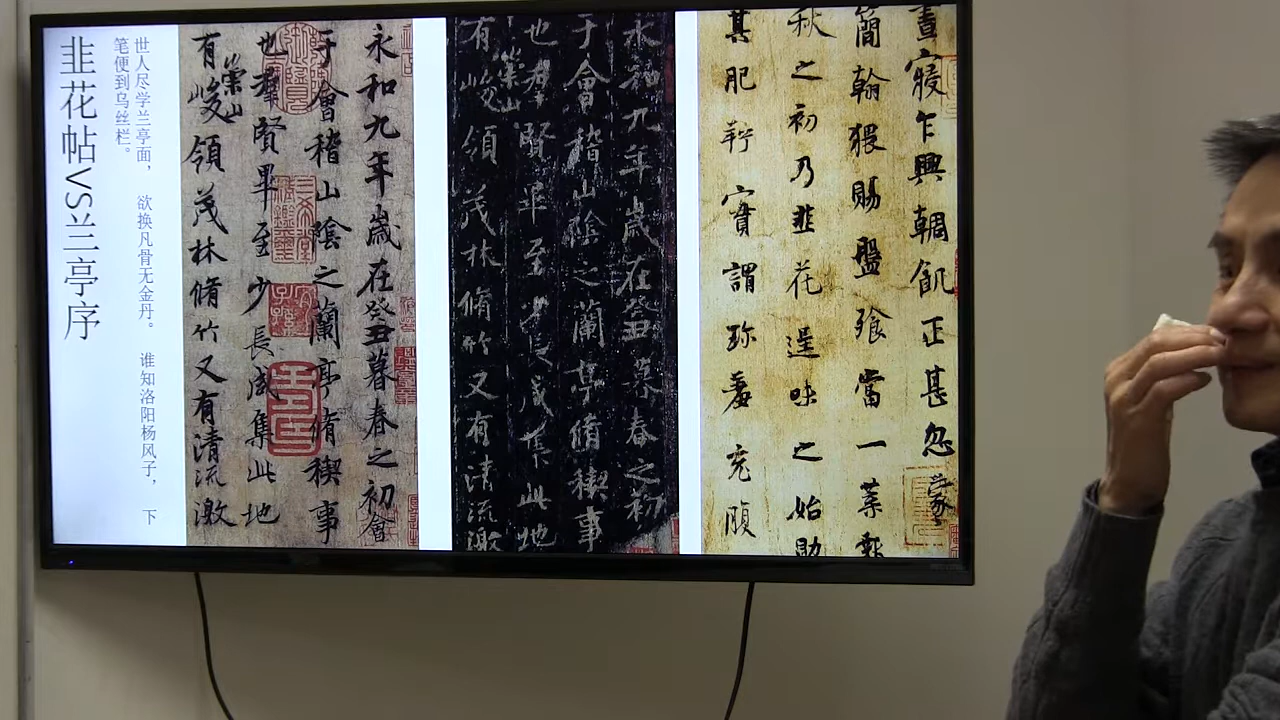 韭花帖VS兰亭序
世人尽学兰亭面， 欲换凡骨无金丹。 谁知洛阳杨风子， 下
笔便到乌丝栏。
永和九年歳在癸丑暮春之初會
于會稽山陰之蘭亭脩稧事
也羣賢畢至少長咸集此地
有崇山峻領茂林脩竹又有清流激
永和九年歳在癸丑暮春之初
于會稽山陰之蘭亭脩稧事
也羣賢畢至少長咸集此地
有崇山峻領茂林脩竹又有清流激
晝寢乍興輖飢正甚忽蒙
簡翰猥賜盤飡當一葉報
秋之初乃韭花逞味之始助
其肥羜實謂珍羞充腹